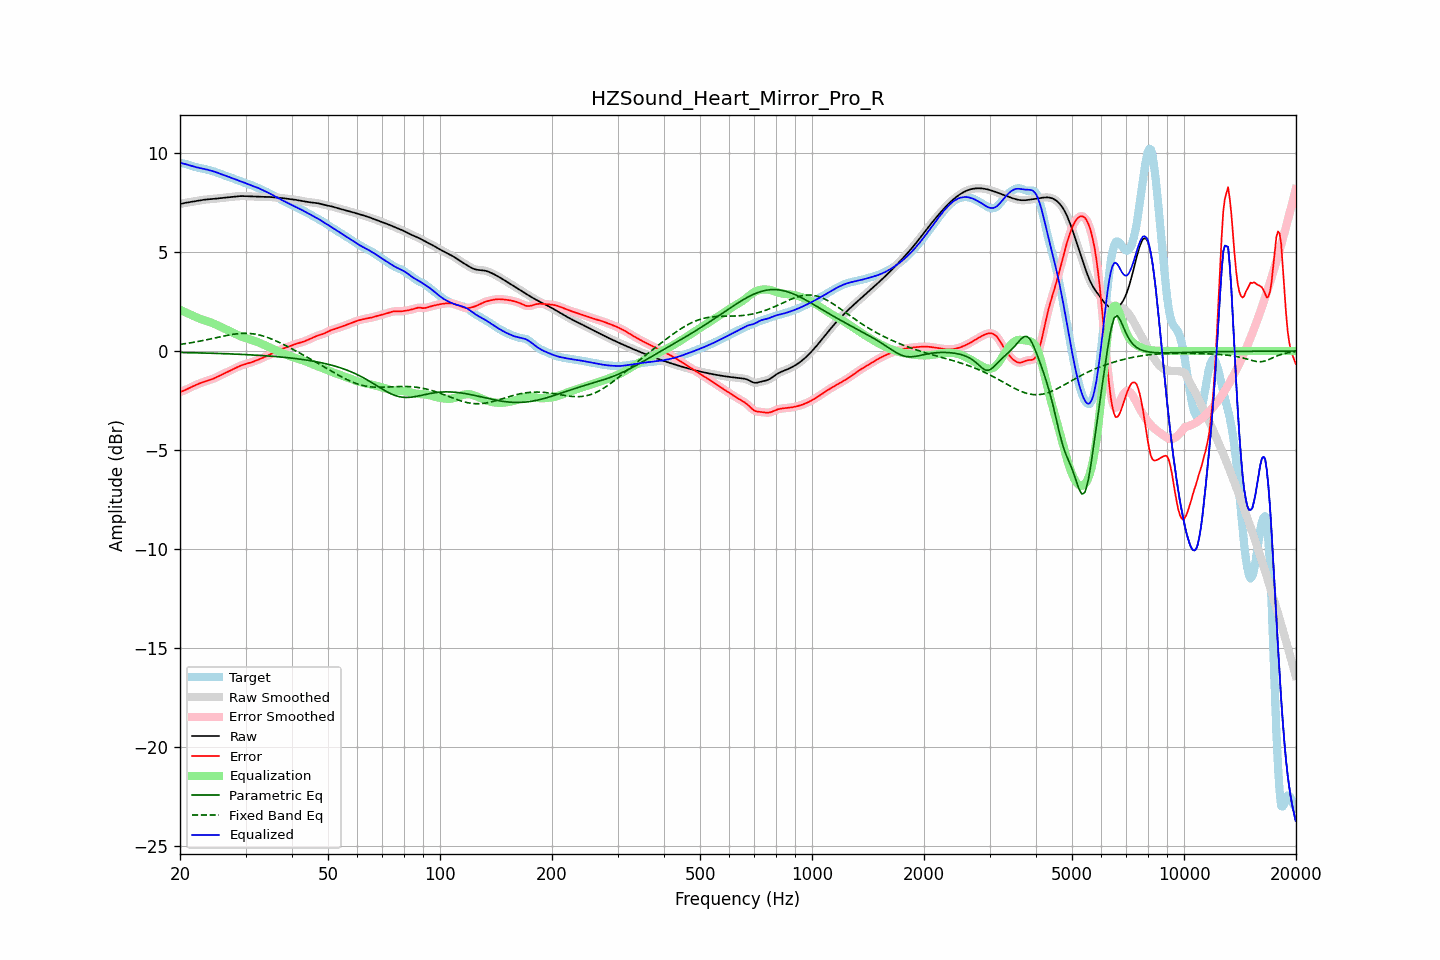 HZSound_Heart_Mirror_Pro_R
Amplitude (dBr)
10
5
0
−5
−10
−15
−20
−25
Target
Raw Smoothed
Error Smoothed
Raw
Error
Equalization
Parametric Eq
Fixed Band Eq
Equalized
20 50 100 200 500 1000 2000 5000 10000 20000
Frequency (Hz)